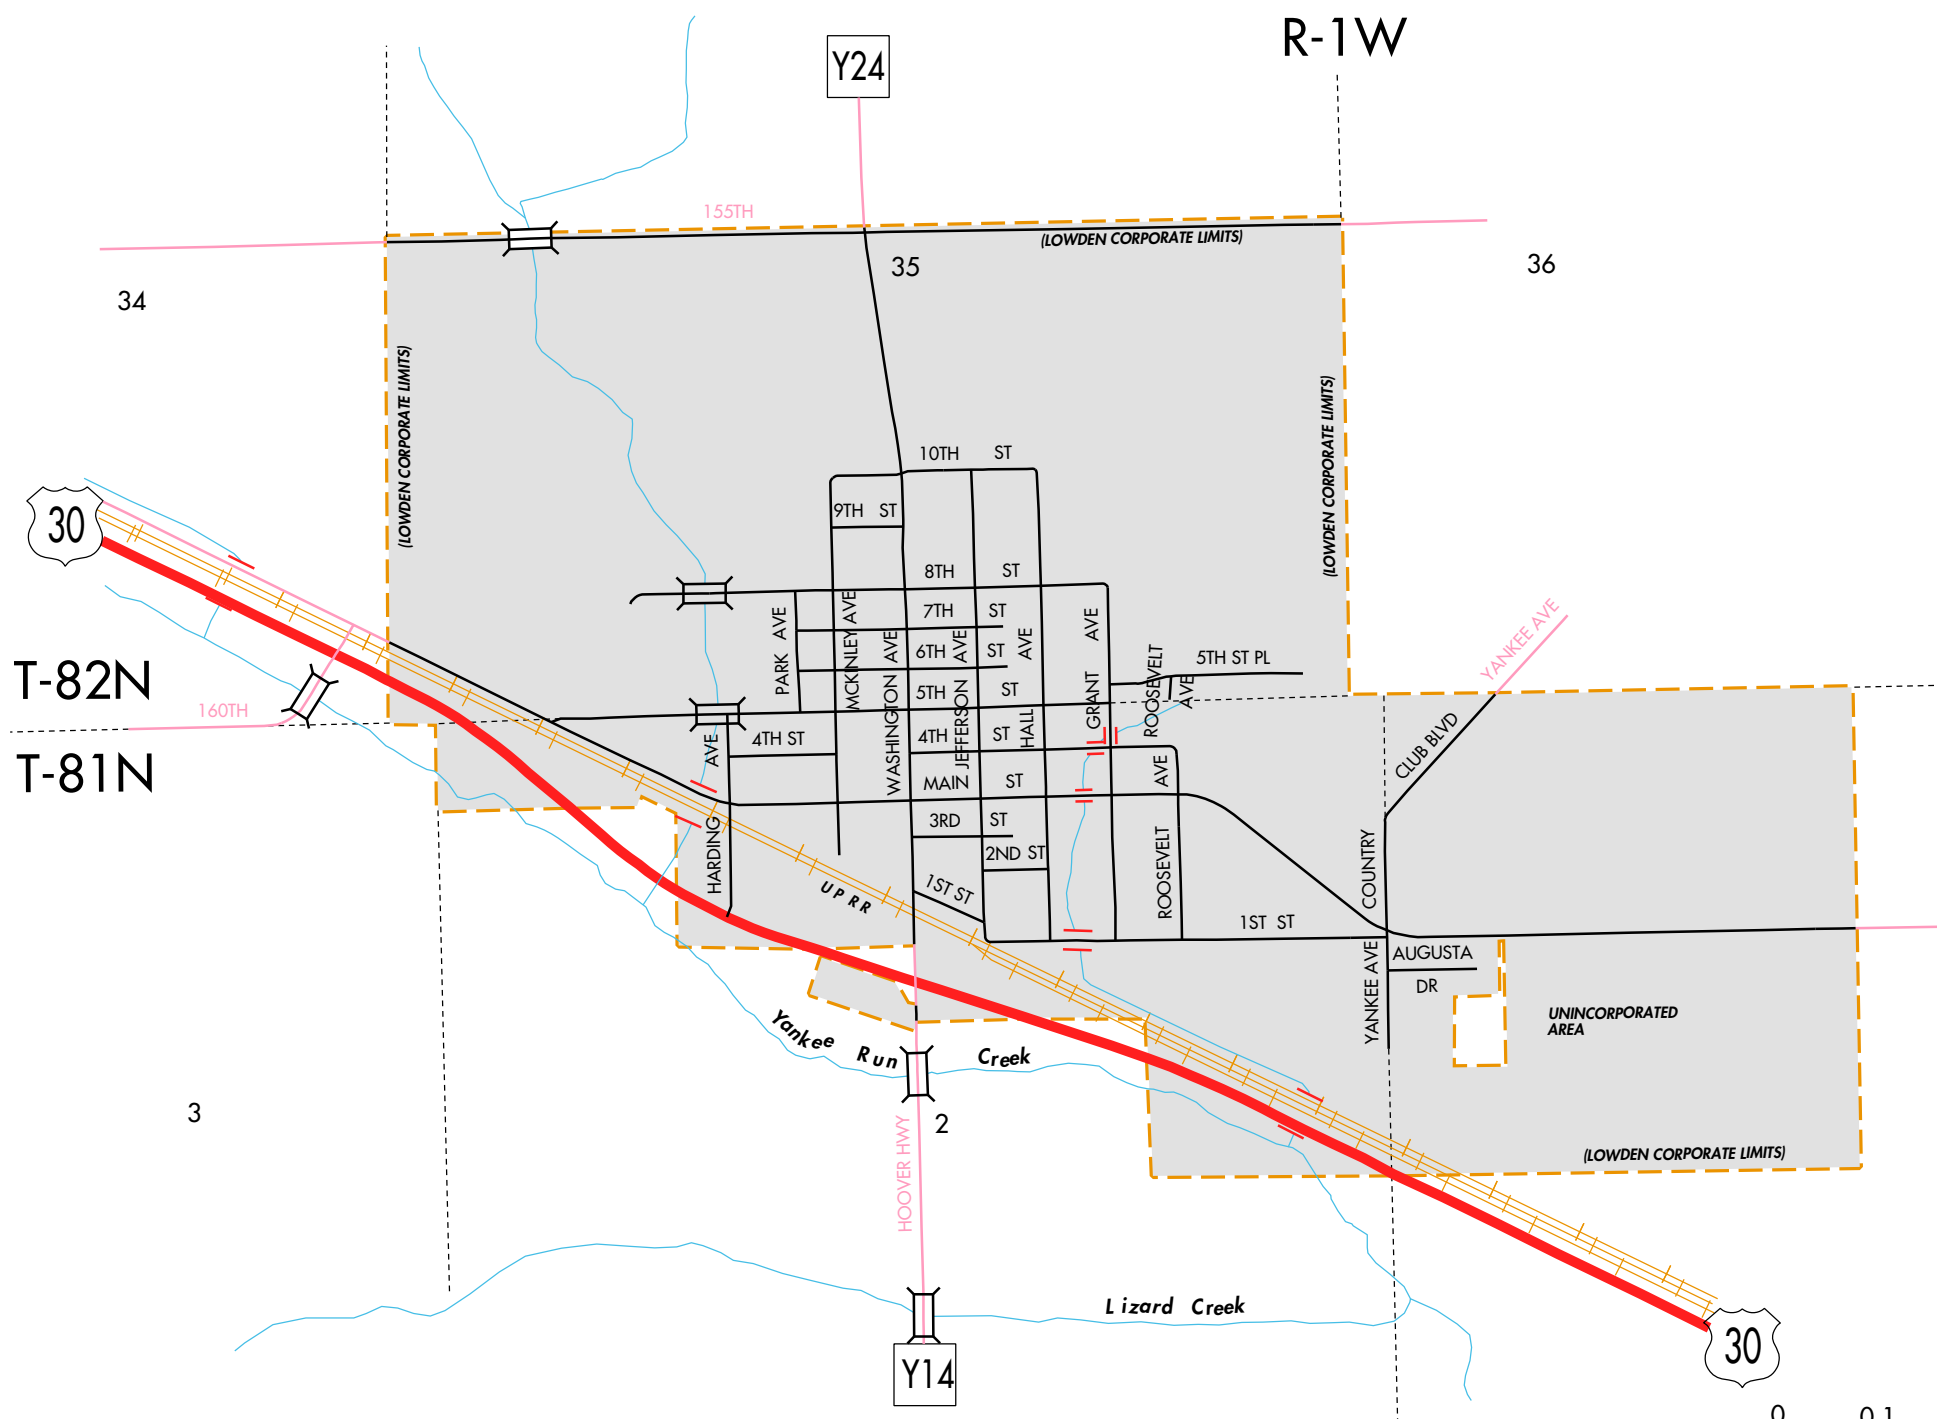 R-1W
Y24
155TH
(LOWDEN CORPORATE LIMITS)
35
36
34
(LOWDEN CORPORATE LIMITS)
(LOWDEN CORPORATE LIMITS)
10TH ST
9TH ST
30
8TH ST
7TH ST
PARK AVE
MCKINLEY AVE
WASHINGTON AVE
JEFFERSON AVE
HALL AVE
GRANT AVE
6TH ST
ROOSEVELT AVE
5TH ST PL
YANKEE AVE
T-82N
5TH ST
160TH
T-81N
4TH ST
4TH ST
HARDING AVE
CLUB BLVD
COUNTRY
MAIN ST
ROOSEVELT AVE
3RD ST
2ND ST
1ST ST
UPRR
1ST ST
YANKEE AVE
AUGUSTA
DR
UNINCORPORATED
AREA
Yankee Run Creek
3
2
HOOVER HWY
(LOWDEN CORPORATE LIMITS)
Lizard Creek
Y14
30
0 0.1